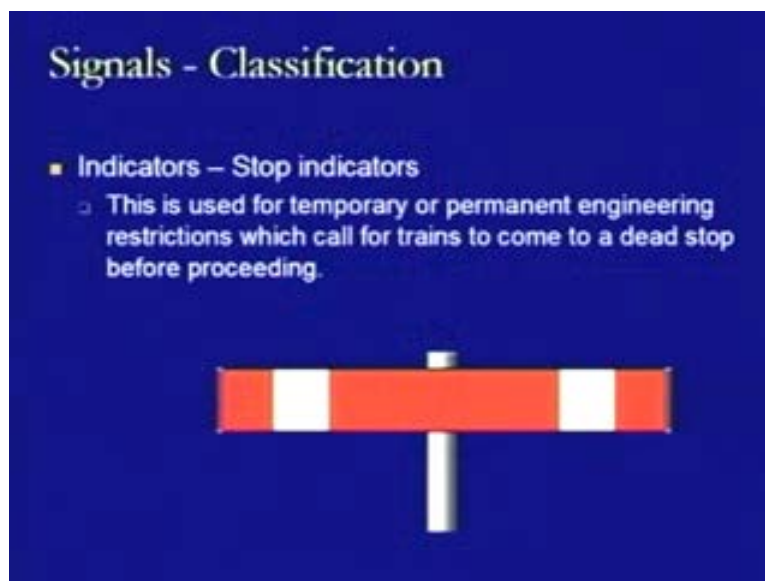 Signals - Classification
Indicators – Stop indicators
This is used for temporary or permanent engineering
restrictions which call for trains to come to a dead stop
before proceeding.